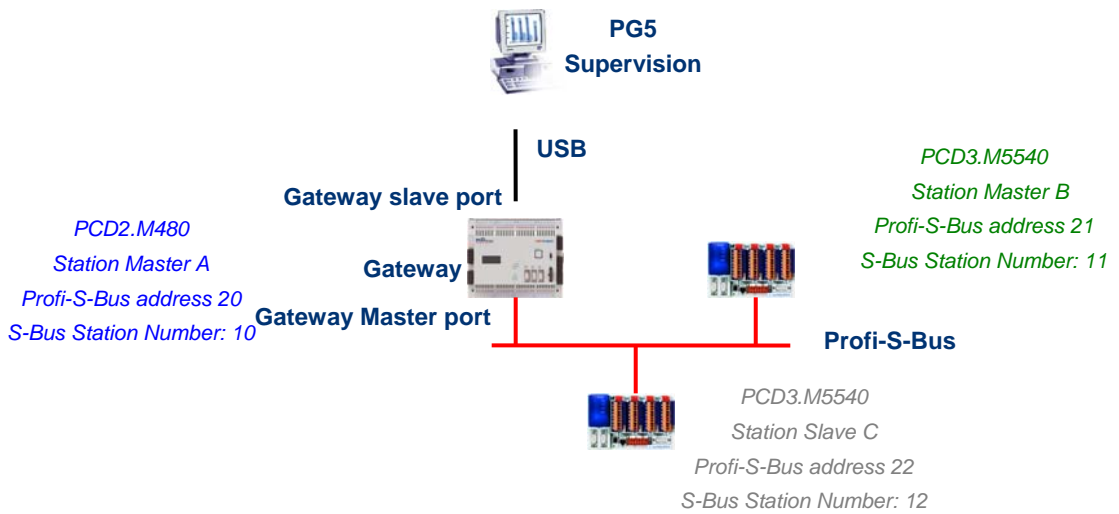 PG5
Supervision
USB
Gateway slave port
PCD3.M5540
Station Master B
Profi-S-Bus address 21
S-Bus Station Number: 11
PCD2.M480
Station Master A
Profi-S-Bus address 20
S-Bus Station Number: 10
Gateway
Gateway Master port
Profi-S-Bus
PCD3.M5540
Station Slave C
Profi-S-Bus address 22
S-Bus Station Number: 12